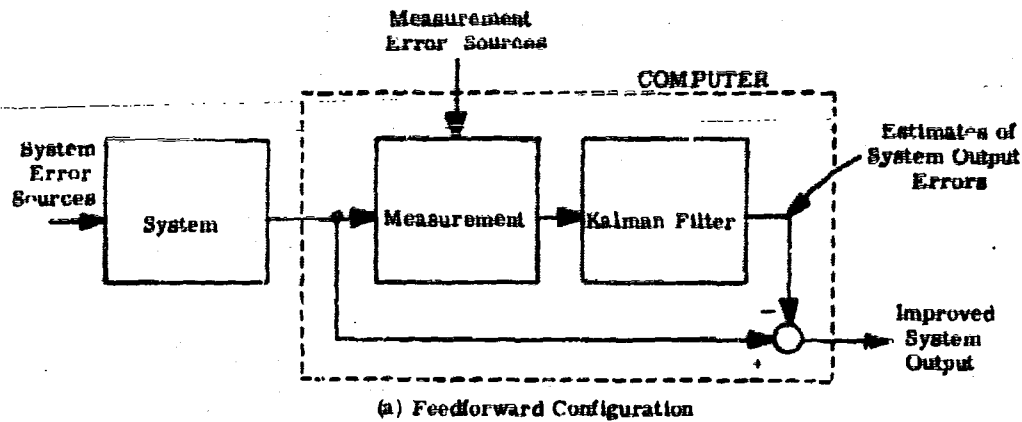 Measurement
Error Sources
COMPUTER
System
Error
Sources
System
Measurement
Kalman Filter
Estimates of
System Output
Errors
−
+
Improved
System
Output
(a) Feedforward Configuration